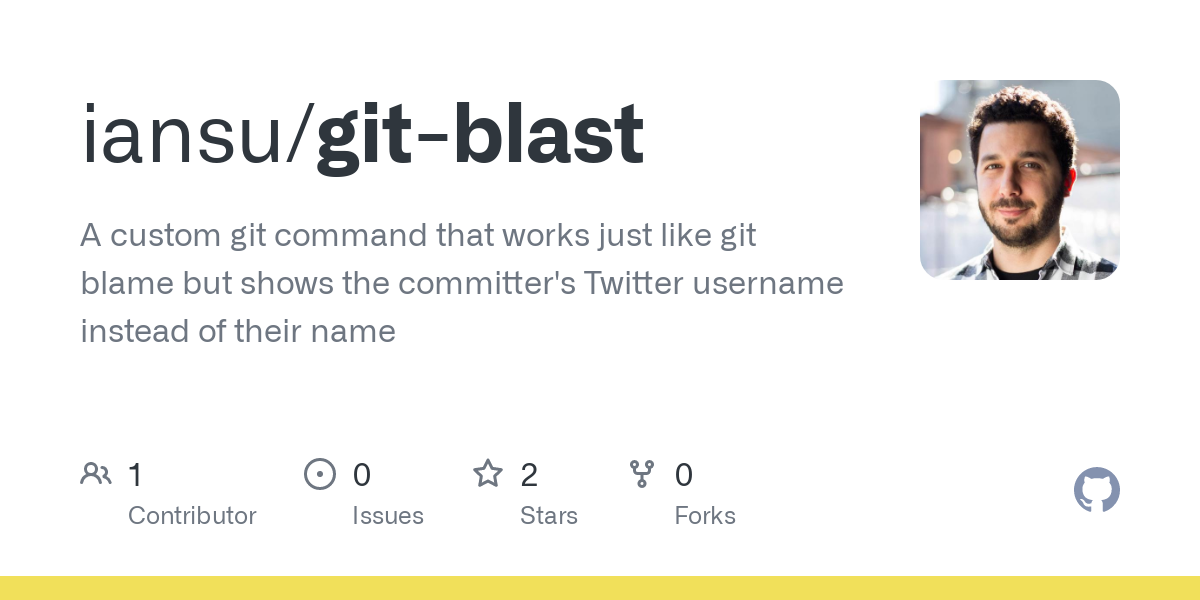 iansu/git-blast
A custom git command that works just like git
blame but shows the committer's Twitter username
instead of their name
1 0 2 0
Contributor Issues Stars Forks